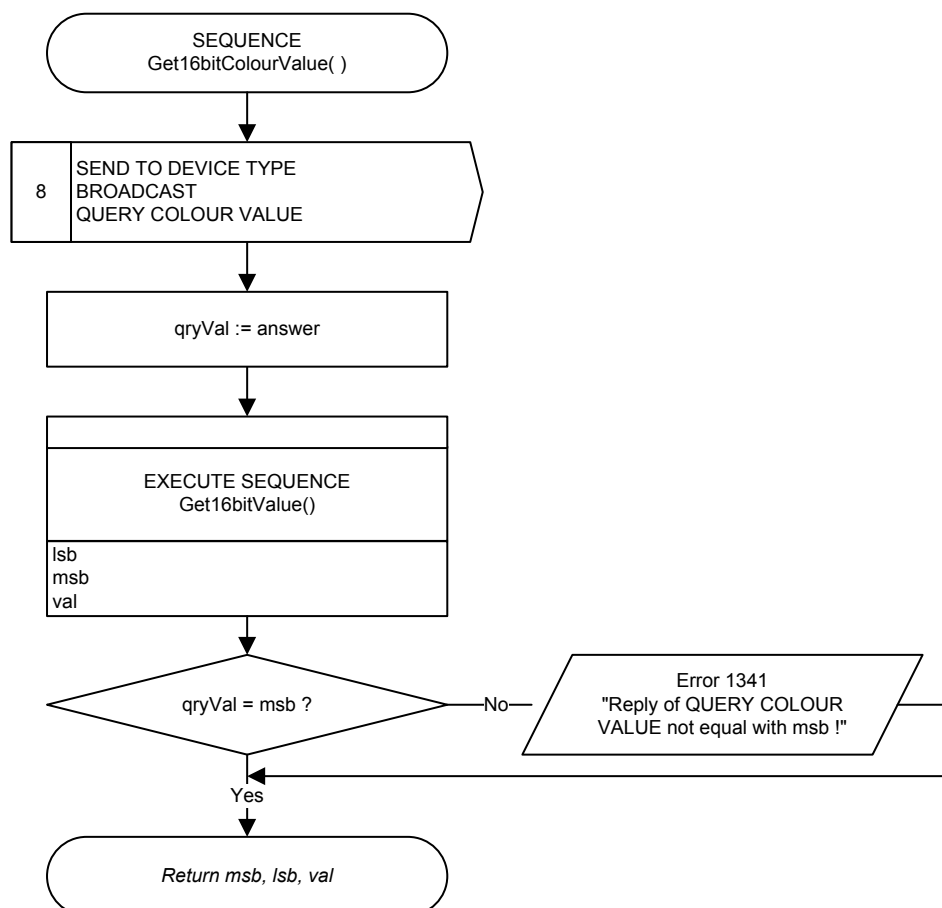 SEQUENCE
Get16bitColourValue( )
8
SEND TO DEVICE TYPE
BROADCAST
QUERY COLOUR VALUE
qryVal := answer
EXECUTE SEQUENCE
Get16bitValue()
lsb
msb
val
qryVal = msb ?
No
Error 1341
"Reply of QUERY COLOUR
VALUE not equal with msb !"
Yes
Return msb, lsb, val